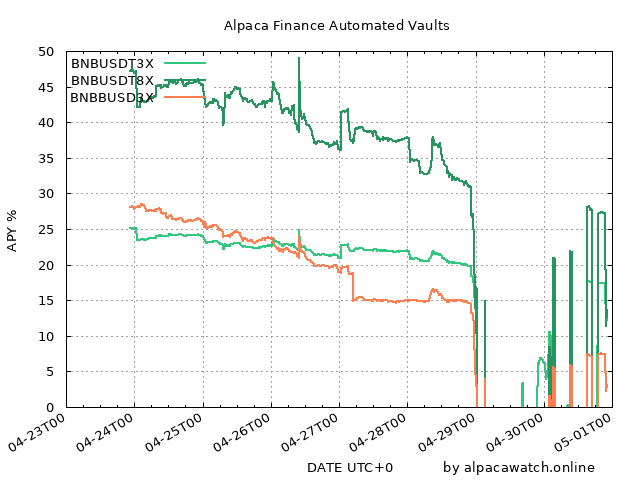 Alpaca Finance Automated Vaults
APY %
50
45
40
35
30
25
20
15
10
5
0
BNBUSDT3X
BNBUSDT8X
BNBBUSD3X
04-23T00
04-24T00
04-25T00
04-26T00
04-27T00
04-28T00
04-29T00
04-30T00
05-01T00
DATE UTC+0
by alpacawatch.online